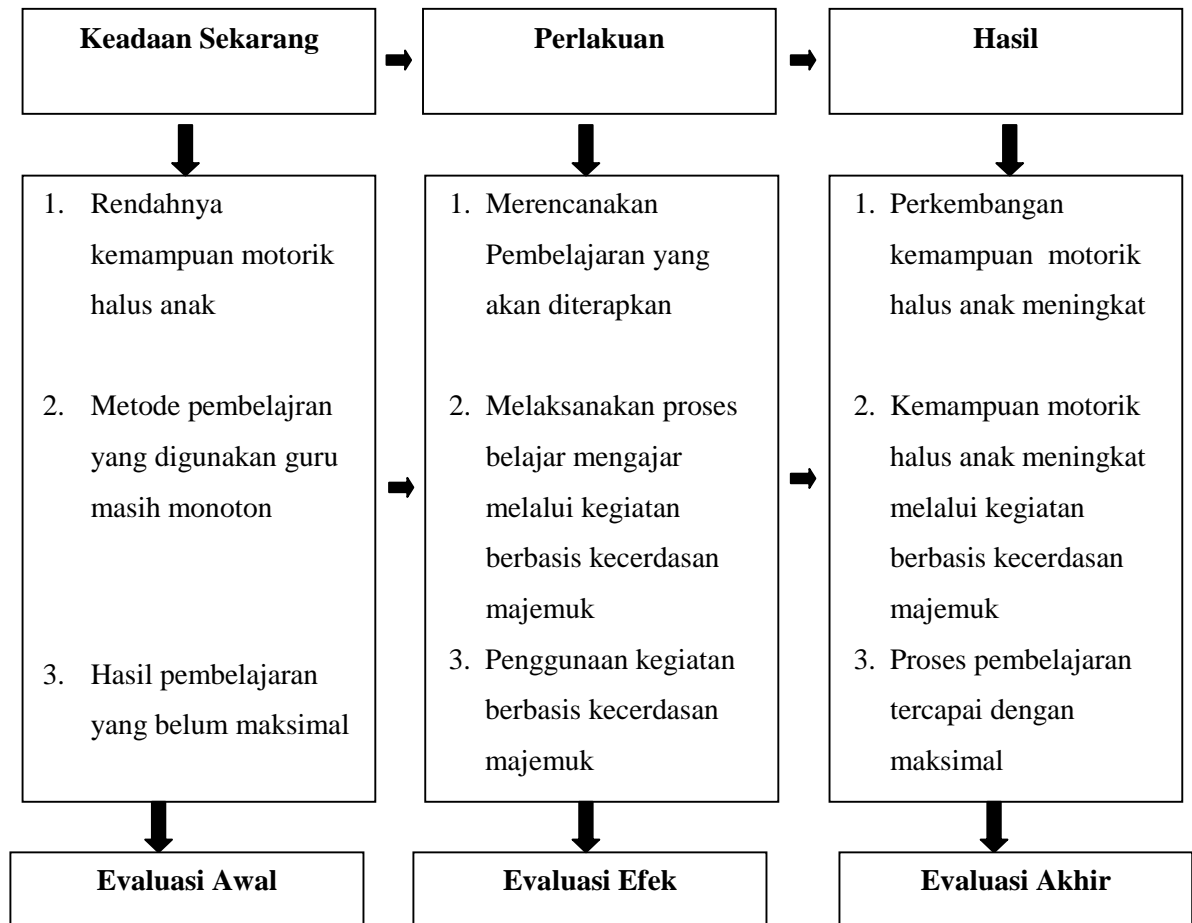 Keadaan Sekarang
Perlakuan
Hasil
1. Rendahnya
kemampuan motorik
halus anak
2. Metode pembelajran
yang digunakan guru
masih monoton
3. Hasil pembelajaran
yang belum maksimal
1. Merencanakan
Pembelajaran yang
akan diterapkan
2. Melaksanakan proses
belajar mengajar
melalui kegiatan
berbasis kecerdasan
majemuk
3. Penggunaan kegiatan
berbasis kecerdasan
majemuk
1. Perkembangan
kemampuan motorik
halus anak meningkat
2. Kemampuan motorik
halus anak meningkat
melalui kegiatan
berbasis kecerdasan
majemuk
3. Proses pembelajaran
tercapai dengan
maksimal
Evaluasi Awal
Evaluasi Efek
Evaluasi Akhir